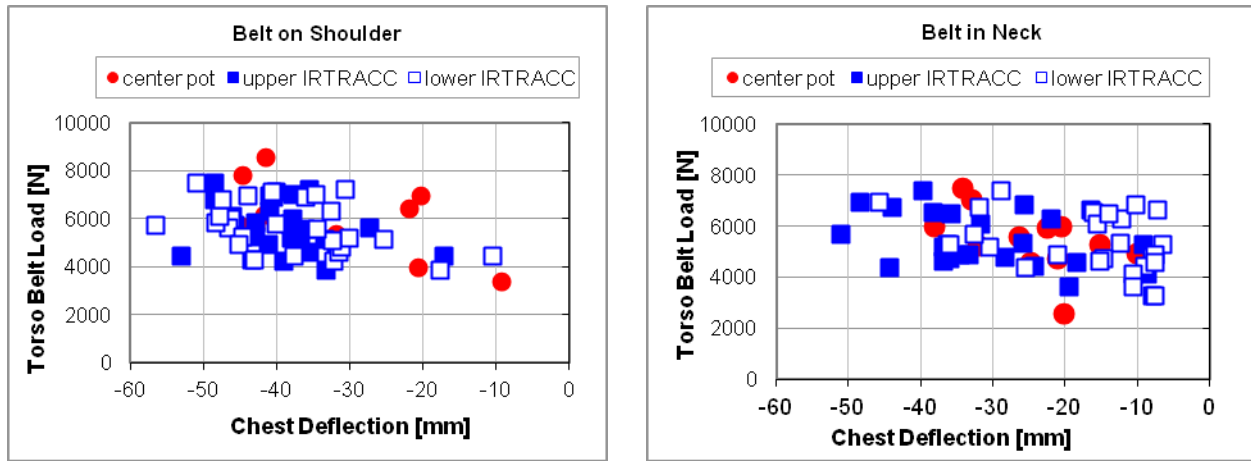 Belt on Shoulder
center pot upper IRTRACC lower IRTRACC
10000
8000
6000
4000
2000
0
-60 -50 -40 -30 -20 -10 0
Torso Belt Load [N]
Chest Deflection [mm]
Belt in Neck
center pot upper IRTRACC lower IRTRACC
10000
8000
6000
4000
2000
0
-60 -50 -40 -30 -20 -10 0
Torso Belt Load [N]
Chest Deflection [mm]